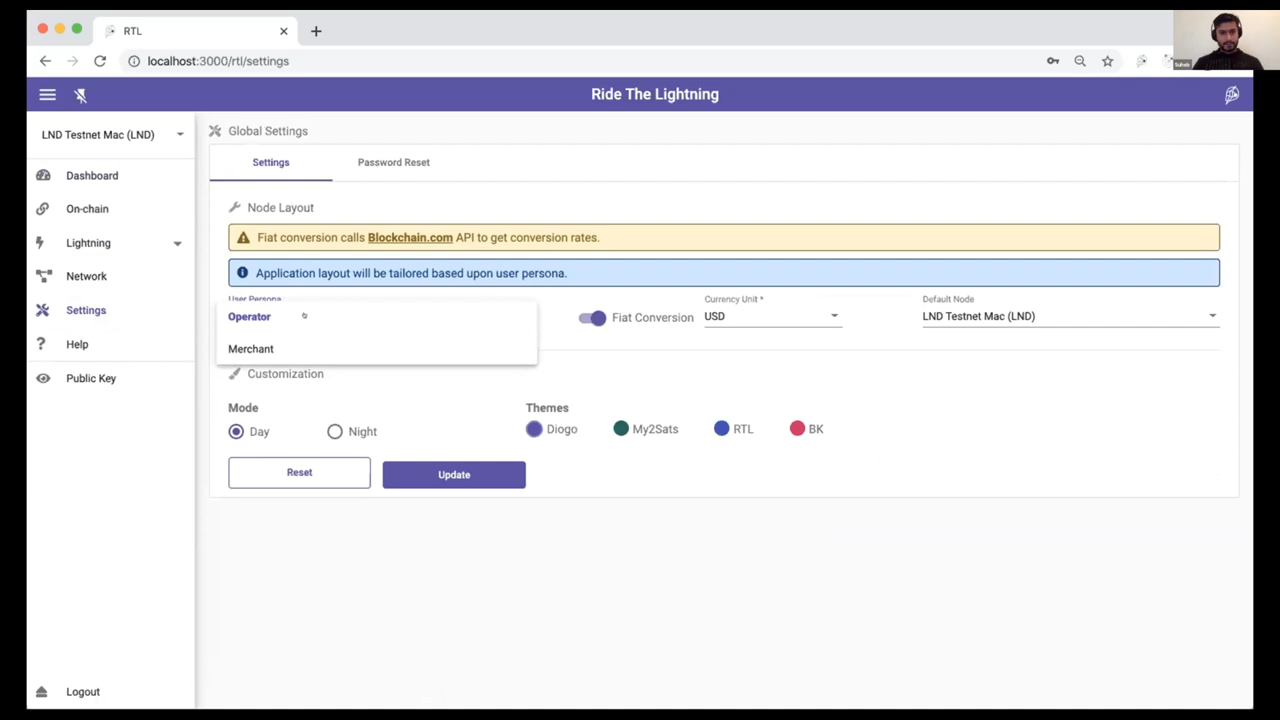 RTL
localhost:3000/rtl/settings
Suheb
Ride The Lightning
LND Testnet Mac (LND)
Dashboard
On-chain
Lightning
Network
Settings
Help
Public Key
Logout
Global Settings
Settings Password Reset
Node Layout
Fiat conversion calls Blockchain.com API to get conversion rates.
Application layout will be tailored based upon user persona.
User Persona
Operator
Merchant
Fiat Conversion
Currency Unit *
USD
Default Node
LND Testnet Mac (LND)
Customization
Mode
Day Night
Themes
Diogo My2Sats RTL BK
Reset Update